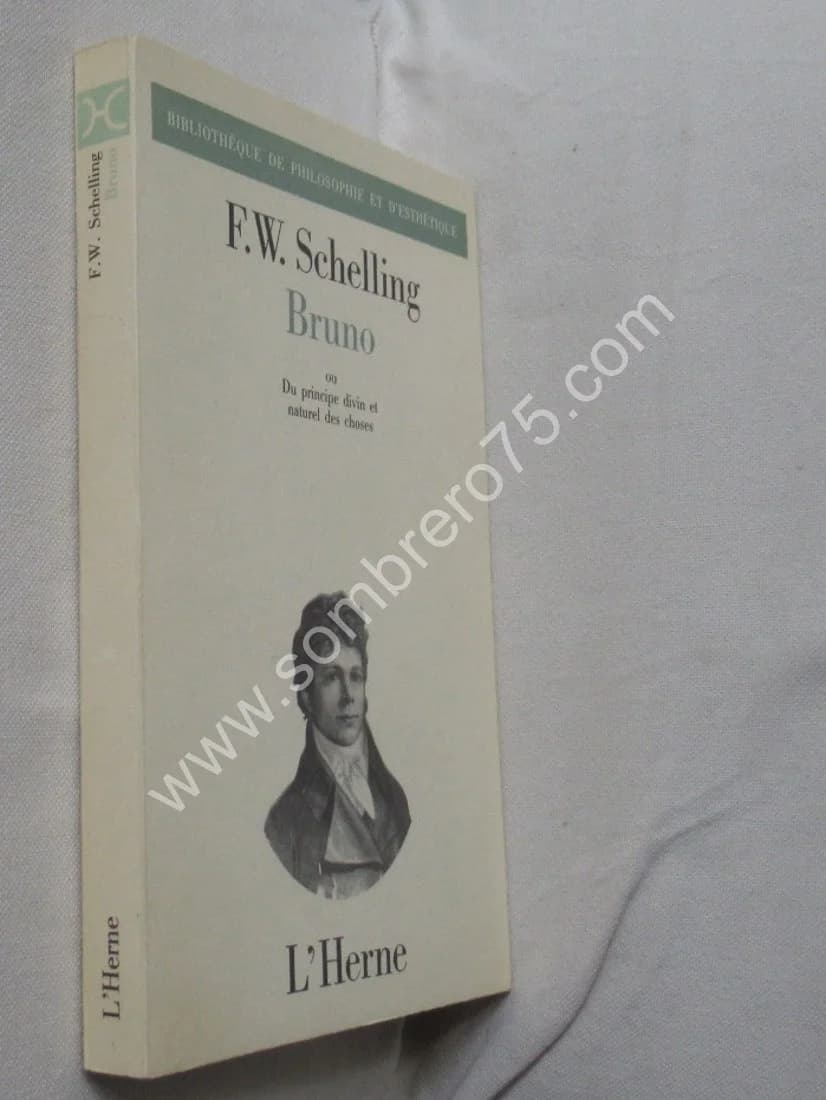 BIBLIOTHÈQUE DE PHILOSOPHIE ET D'ESTHÉTIQUE
F.W. Schelling
Bruno
ou
Du principe divin et
naturel des choses
L'Herne
F.W. Schelling
Bruno
L'Herne
www.sombrero75.com